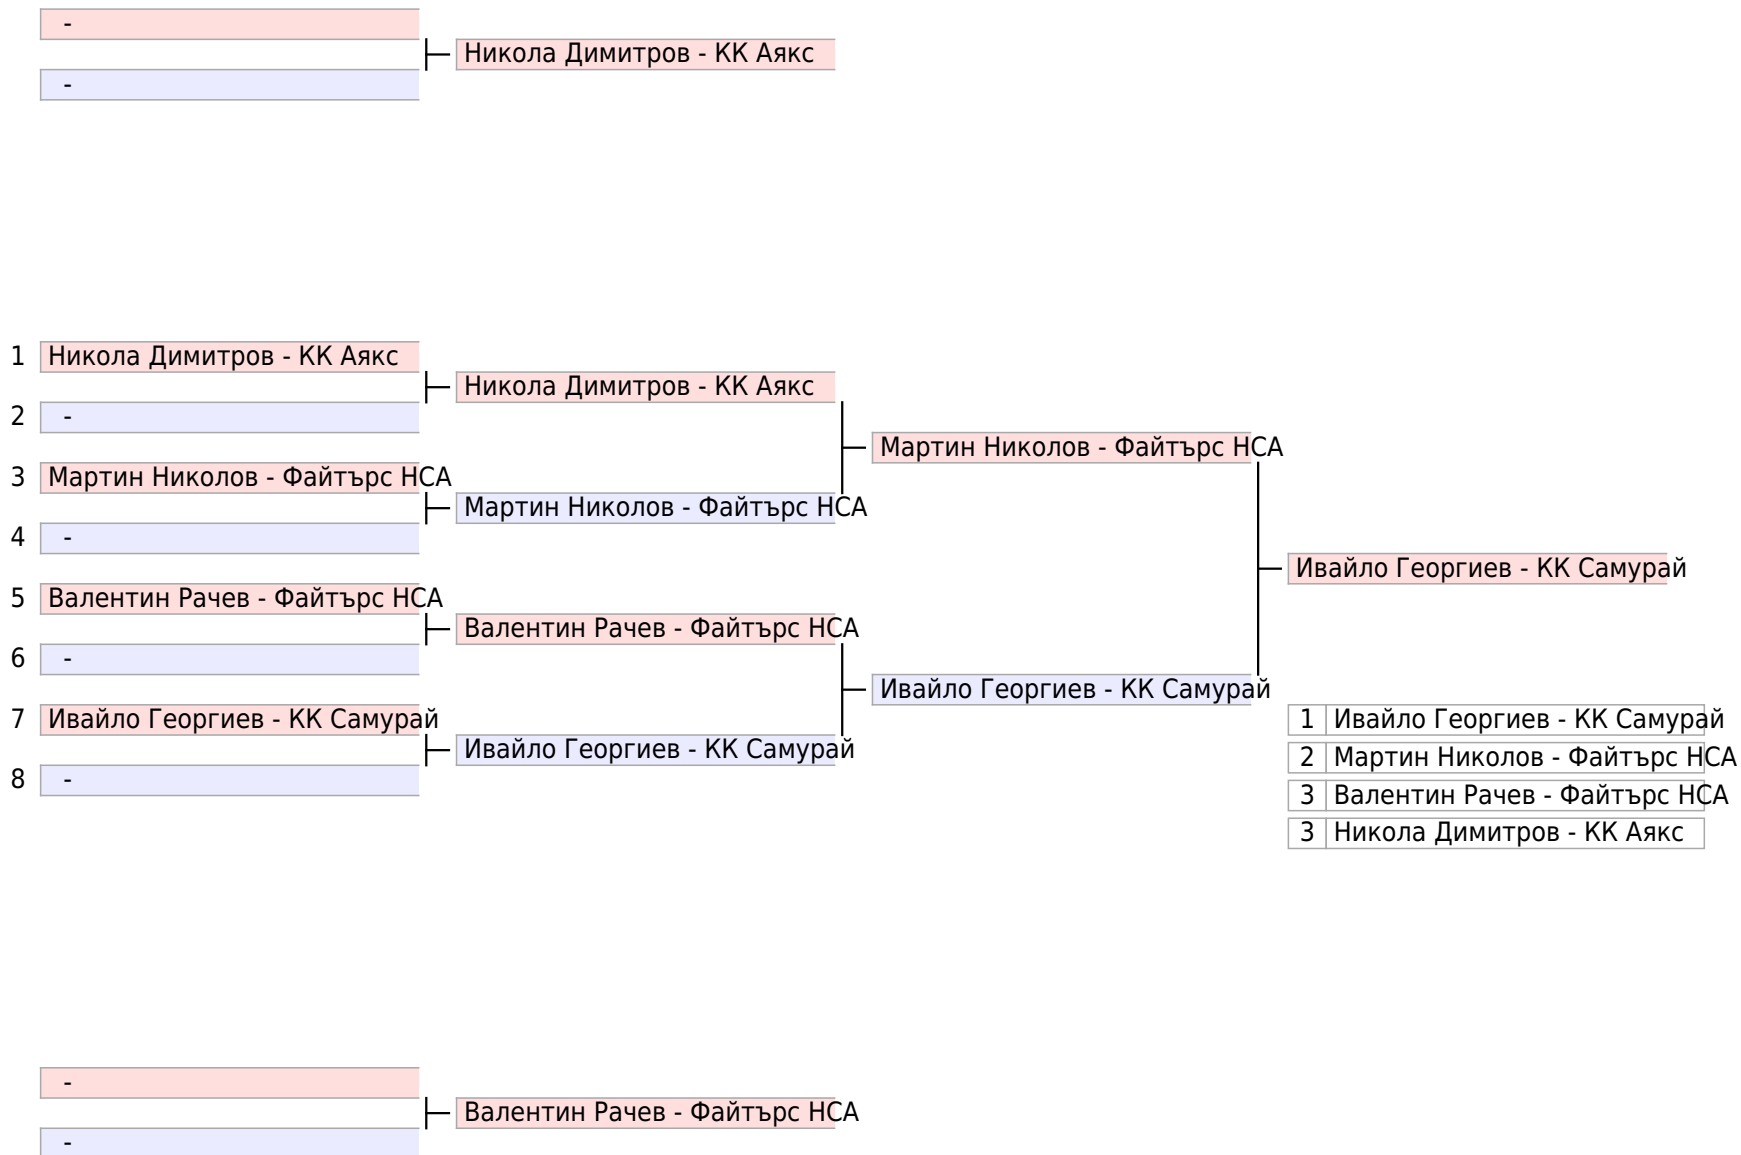 -
Никола Димитров - КК Аякс
-
1 Никола Димитров - КК Аякс
Никола Димитров - КК Аякс
2 -
Мартин Николов - Файтърс НСА
3 Мартин Николов - Файтърс НСА
Мартин Николов - Файтърс НСА
4 -
Ивайло Георгиев - КК Самурай
5 Валентин Рачев - Файтърс НСА
Валентин Рачев - Файтърс НСА
6 -
Ивайло Георгиев - КК Самурай
7 Ивайло Георгиев - КК Самурай
Ивайло Георгиев - КК Самурай
8 -
1 Ивайло Георгиев - КК Самурай
2 Мартин Николов - Файтърс НСА
3 Валентин Рачев - Файтърс НСА
3 Никола Димитров - КК Аякс
-
Валентин Рачев - Файтърс НСА
-